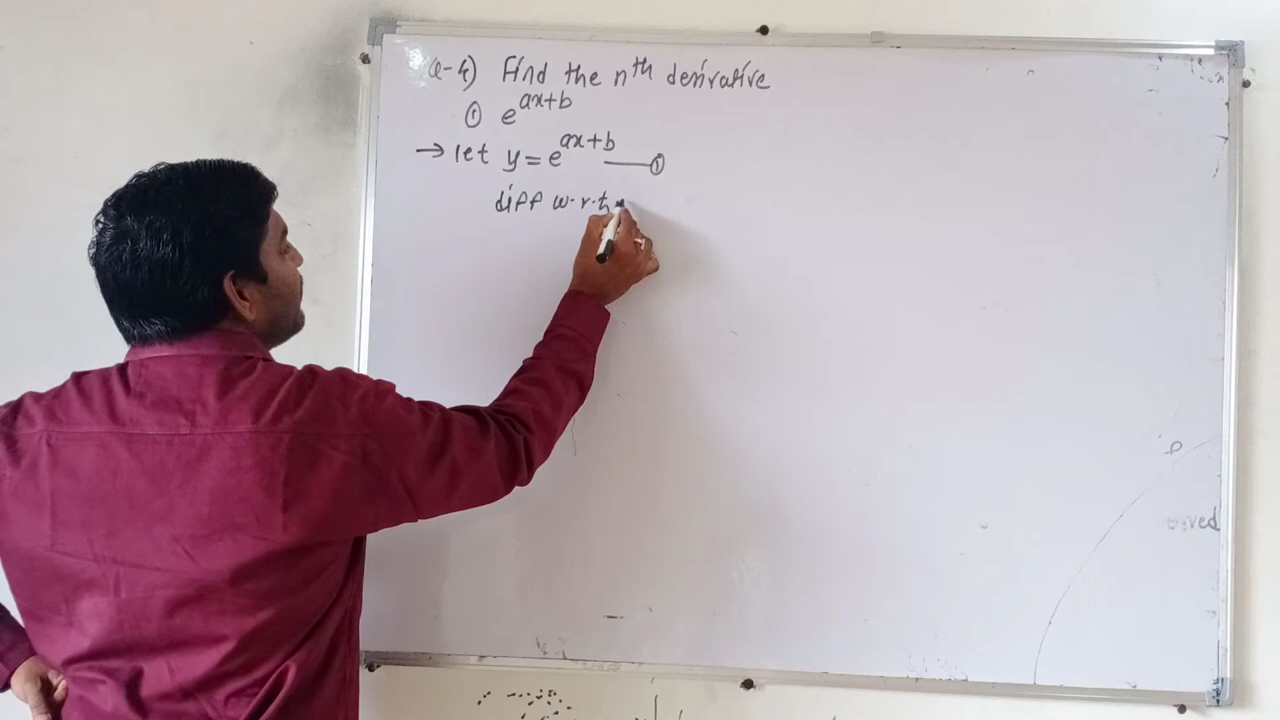 Q-4) Find the nth derivative
① e^ax+b
→ let y = e^ax+b —①
diff w.r.t